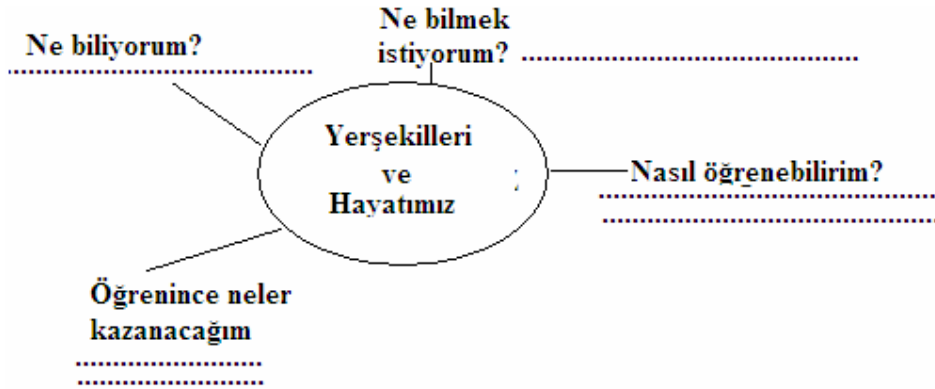 Ne biliyorum?
........................................
Ne bilmek
istiyorum? ............................................
Yerşekilleri
ve
Hayatımız
;
Nasıl öğrenebilirim?
............................................
............................................
Öğrenince neler
kazanacağım
........................
........................